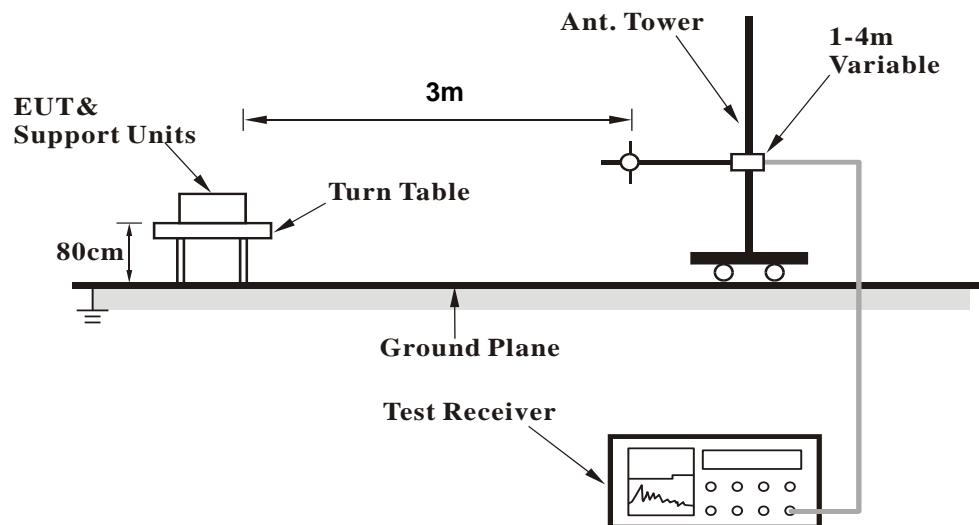 Ant. Tower
1-4m
Variable
3m
EUT&
Support Units
Turn Table
80cm
Ground Plane
Test Receiver